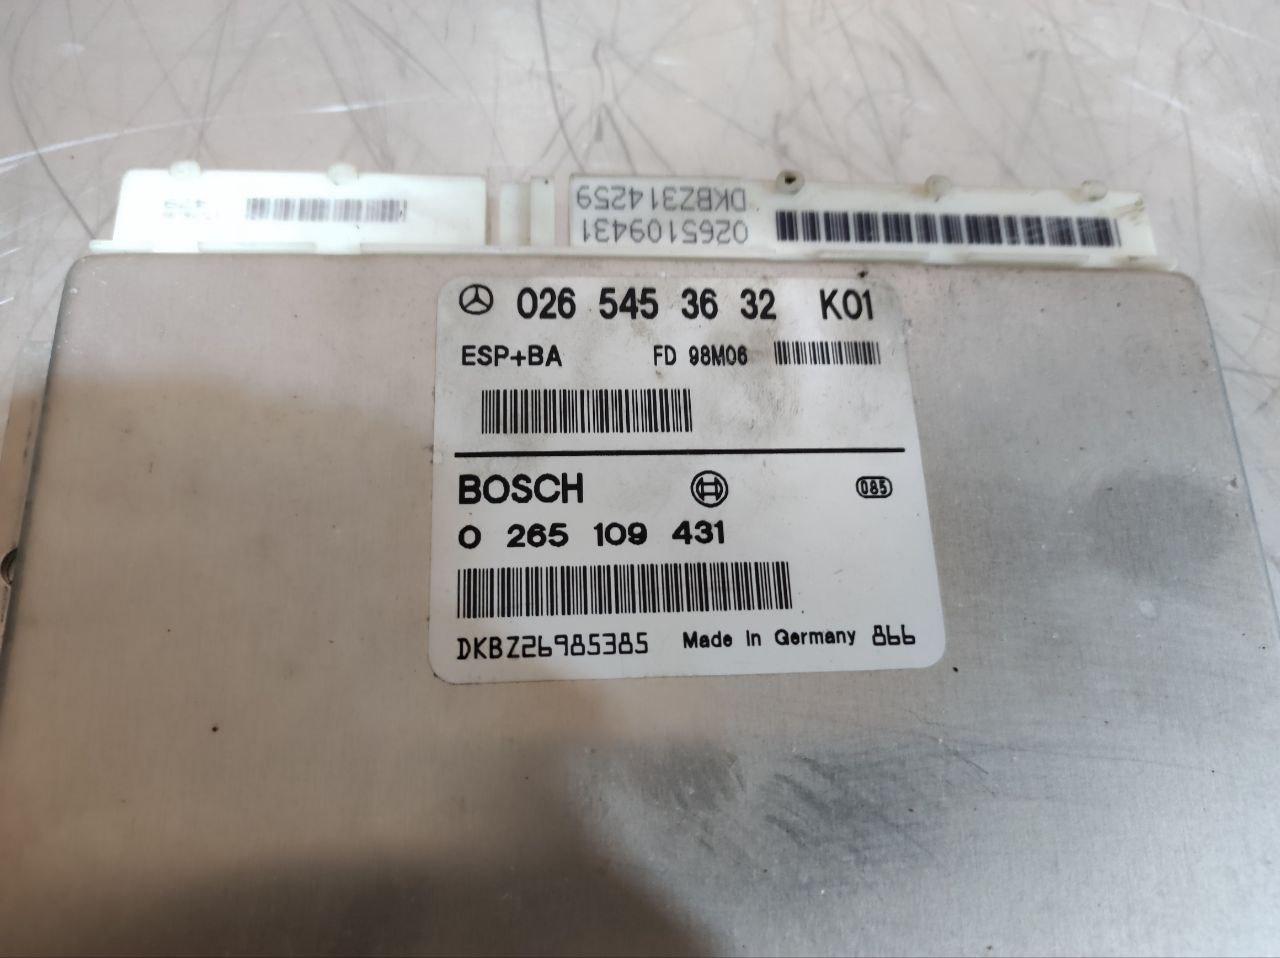 DKBZ314259
0265109431
026 545 36 32 K01
ESP+BA FD 98M06
BOSCH 085
0 265 109 431
DKBZ26985385 Made in Germany 866